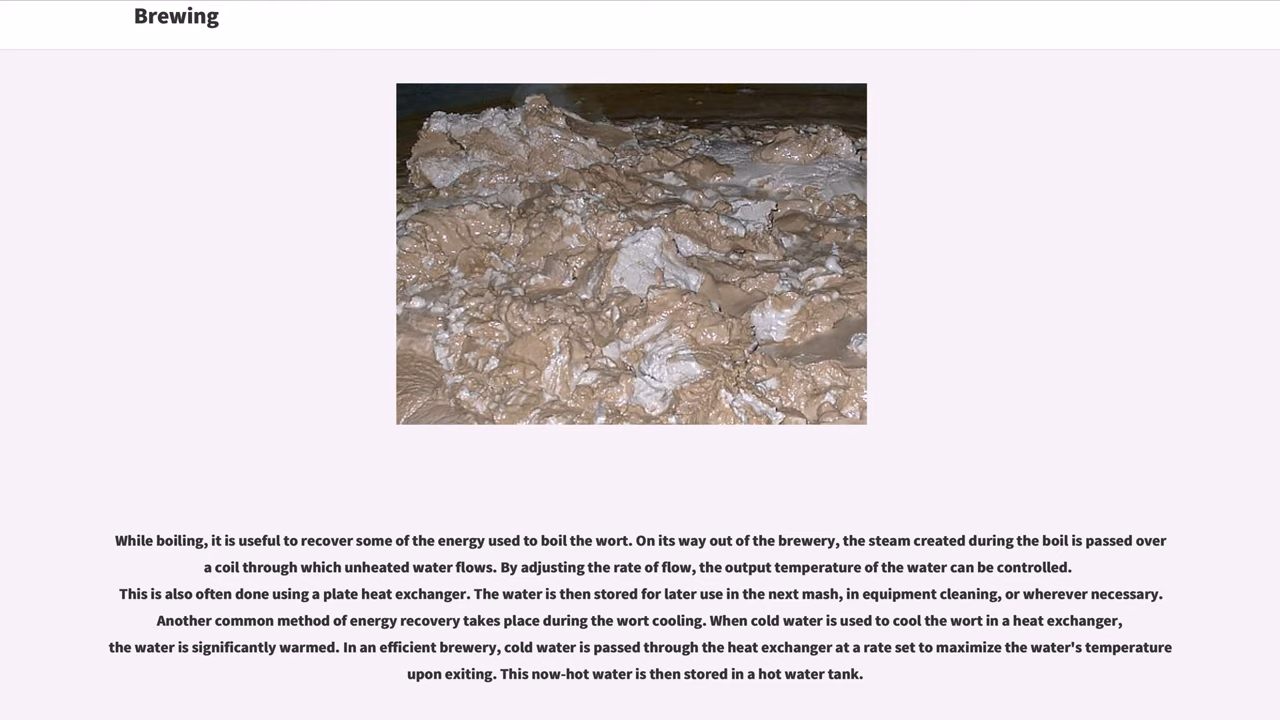 Brewing
While boiling, it is useful to recover some of the energy used to boil the wort. On its way out of the brewery, the steam created during the boil is passed over
a coil through which unheated water flows. By adjusting the rate of flow, the output temperature of the water can be controlled.
This is also often done using a plate heat exchanger. The water is then stored for later use in the next mash, in equipment cleaning, or wherever necessary.
Another common method of energy recovery takes place during the wort cooling. When cold water is used to cool the wort in a heat exchanger,
the water is significantly warmed. In an efficient brewery, cold water is passed through the heat exchanger at a rate set to maximize the water's temperature
upon exiting. This now-hot water is then stored in a hot water tank.